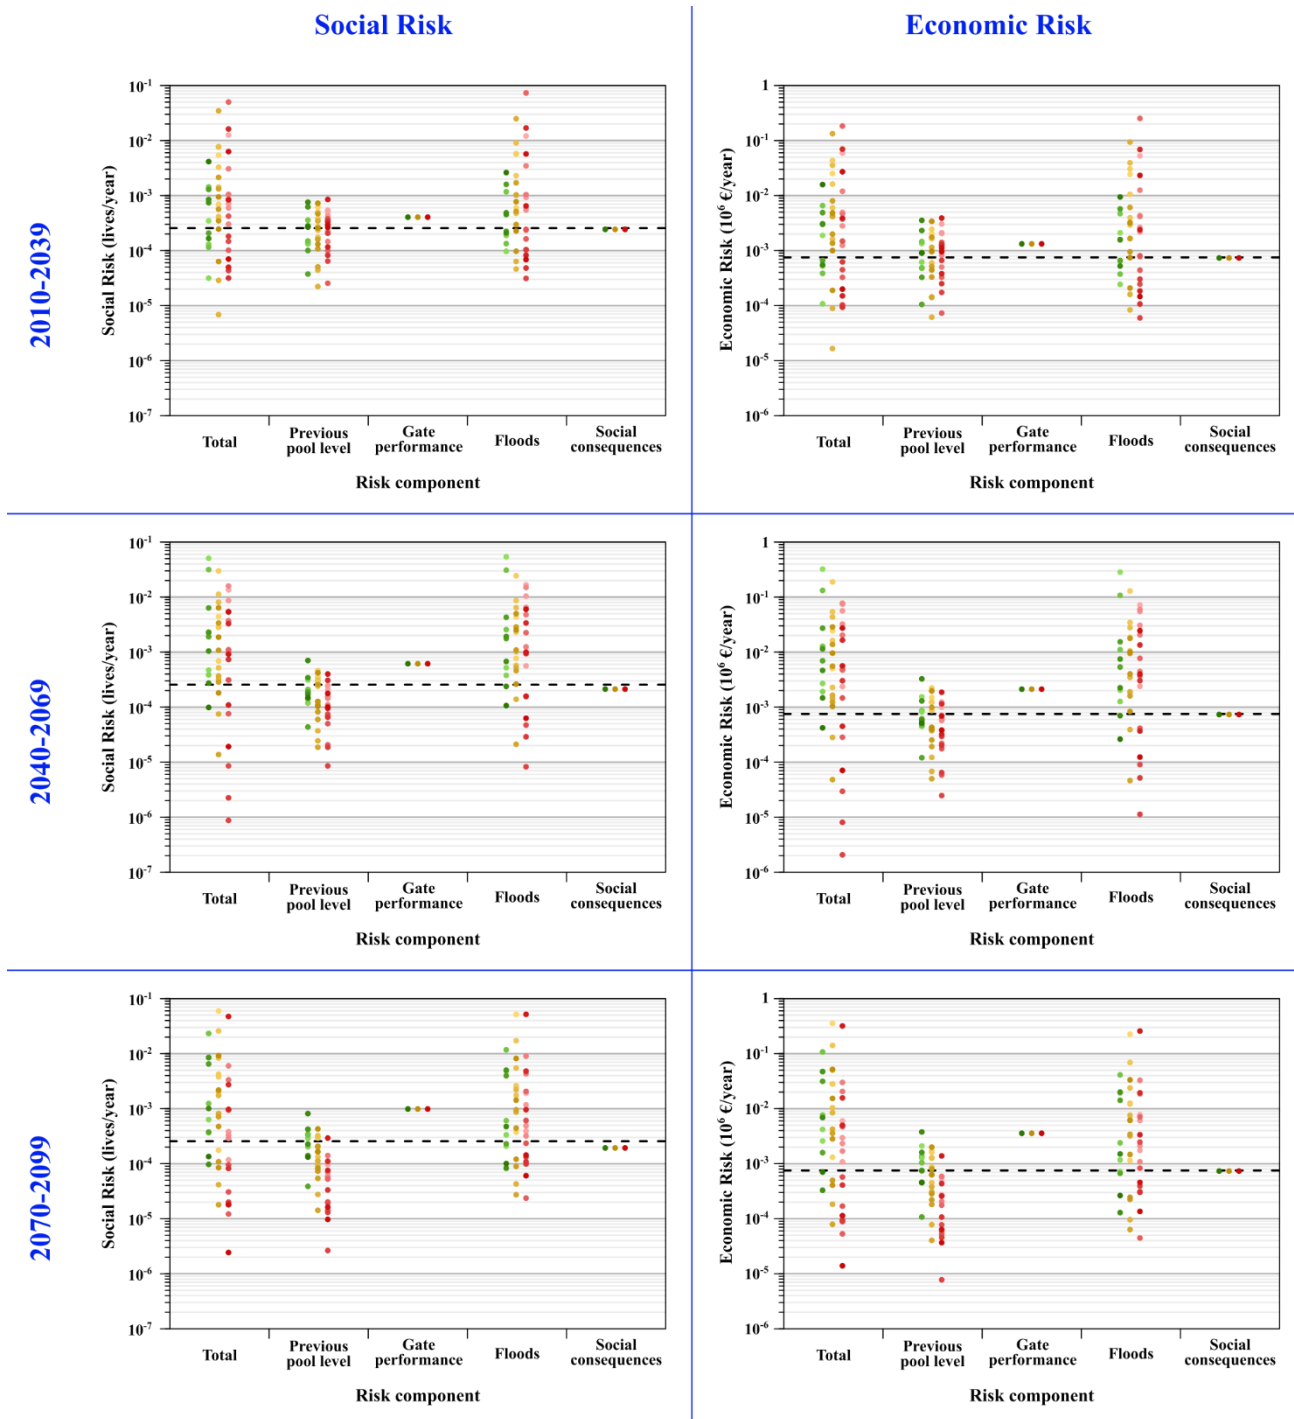 Social Risk
Economic Risk
2010-2039
Social Risk (lives/year)
10⁻¹
10⁻²
10⁻³
10⁻⁴
10⁻⁵
10⁻⁶
10⁻⁷
Total
Previous pool level
Gate performance
Floods
Social consequences
Risk component
Economic Risk (10⁶ €/year)
1
10⁻¹
10⁻²
10⁻³
10⁻⁴
10⁻⁵
10⁻⁶
Total
Previous pool level
Gate performance
Floods
Social consequences
Risk component
2040-2069
Social Risk (lives/year)
10⁻¹
10⁻²
10⁻³
10⁻⁴
10⁻⁵
10⁻⁶
10⁻⁷
Total
Previous pool level
Gate performance
Floods
Social consequences
Risk component
Economic Risk (10⁶ €/year)
1
10⁻¹
10⁻²
10⁻³
10⁻⁴
10⁻⁵
10⁻⁶
Total
Previous pool level
Gate performance
Floods
Social consequences
Risk component
2070-2099
Social Risk (lives/year)
10⁻¹
10⁻²
10⁻³
10⁻⁴
10⁻⁵
10⁻⁶
10⁻⁷
Total
Previous pool level
Gate performance
Floods
Social consequences
Risk component
Economic Risk (10⁶ €/year)
1
10⁻¹
10⁻²
10⁻³
10⁻⁴
10⁻⁵
10⁻⁶
Total
Previous pool level
Gate performance
Floods
Social consequences
Risk component